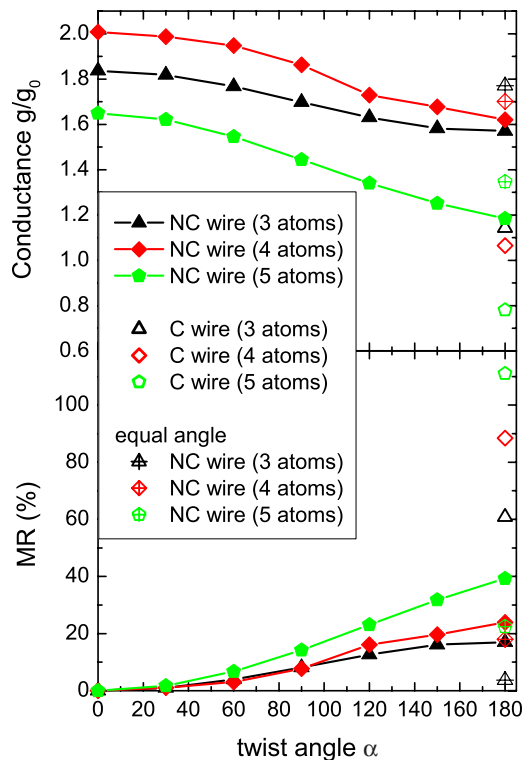 2.0
1.8
1.6
1.4
1.2
1.0
0.8
0.6
Conductance g/g0
NC wire (3 atoms)
NC wire (4 atoms)
NC wire (5 atoms)
C wire (3 atoms)
C wire (4 atoms)
C wire (5 atoms)
equal angle
NC wire (3 atoms)
NC wire (4 atoms)
NC wire (5 atoms)
100
80
60
40
20
0
MR (%)
0 20 40 60 80 100 120 140 160 180
twist angle α